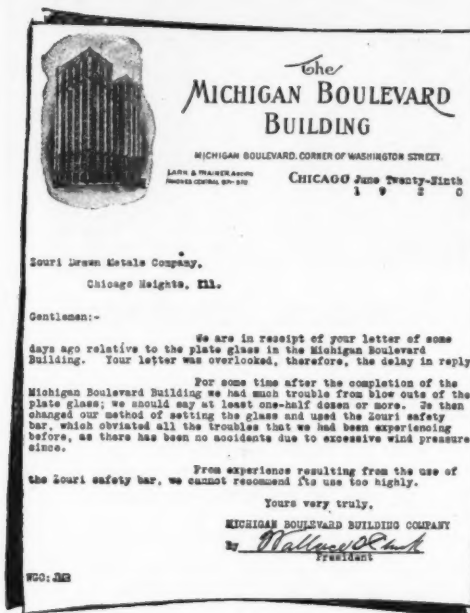 The
MICHIGAN BOULEVARD
BUILDING
MICHIGAN BOULEVARD, CORNER OF WASHINGTON STREET.
CHICAGO June Twenty-Ninth
1 9 2 0
Zouri Drawn Metals Company,
Chicago Heights, Ill.
Gentlemen:-
We are in receipt of your letter of some
days ago relative to the plate glass in the Michigan Boulevard
Building. Your letter was overlooked, therefore, the delay in reply
For some time after the completion of the
Michigan Boulevard Building we had much trouble from blow outs of the
plate glass; we should say at least one-half dozen or more. We then
changed our method of setting the glass and used the Zouri safety
bar, which obviated all the troubles that we had been experiencing
before, as there has been no accidents due to excessive wind pressure
since.
From experience resulting from the use of
the Zouri safety bar, we cannot recommend its use too highly.
Yours very truly,
MICHIGAN BOULEVARD BUILDING COMPANY
By Wallace
President
WGO:JMR